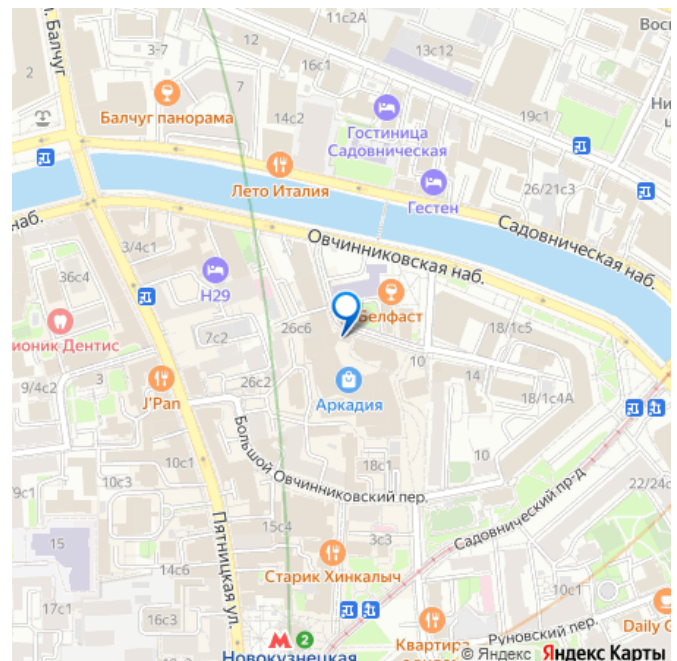 11с2А
12
13с12
Вос
л. Балчуг
3-7
16с1
2
7
Балчуг панорама
14с2
19с1
Ни
ц
Гостиница
Садовническая
Лето Италия
Гестен
26/21с3
Садовническая наб.
наб.
Овчинниковская наб.
3/4с1
36с4
Н29
Белфаст
ионик Дентис
7с2
26с6
18/1с5
10
3
9/4с2
J'Pan
26с2
14
Аркадия
18/1с4А
Большой Овчинниковский пер.
10с1
10
10с3
18с1
79с1
22/24с
Садовнический пр-д
15с4
Пятницкая ул.
15
3с3
14с6
Старик Хинкалыч
17с1
16с3
10с1
М 2
Новокузнецкая
Квартира
Руновский пер.
Daily G
© Яндекс Яндекс Карты